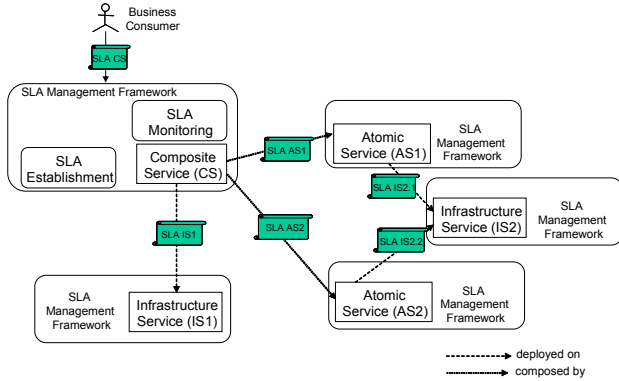 Business
Consumer
SLA CS
SLA Management Framework
SLA
Monitoring
SLA
Establishment
Composite
Service (CS)
SLA AS1
Atomic
Service (AS1)
SLA
Management
Framework
SLA IS2.1
SLA IS1
SLA AS2
SLA IS2.2
Infrastructure
Service (IS2)
SLA
Management
Framework
SLA
Management
Framework
Infrastructure
Service (IS1)
Atomic
Service (AS2)
SLA
Management
Framework
deployed on
composed by